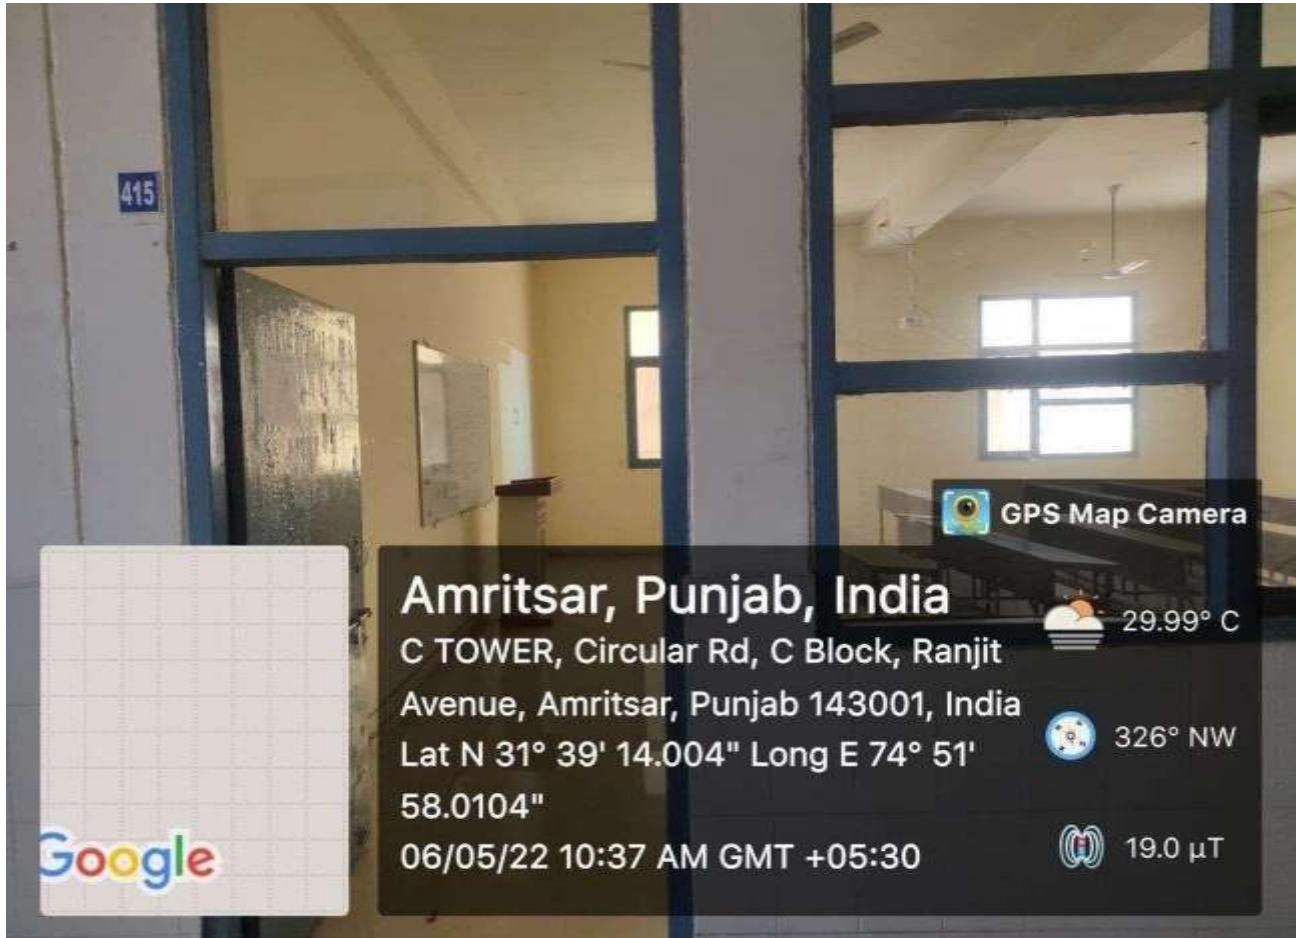 415
GPS Map Camera
Amritsar, Punjab, India
C TOWER, Circular Rd, C Block, Ranjit
Avenue, Amritsar, Punjab 143001, India
Lat N 31° 39' 14.004" Long E 74° 51'
58.0104"
06/05/22 10:37 AM GMT +05:30
29.99° C
326° NW
19.0 µT
Google